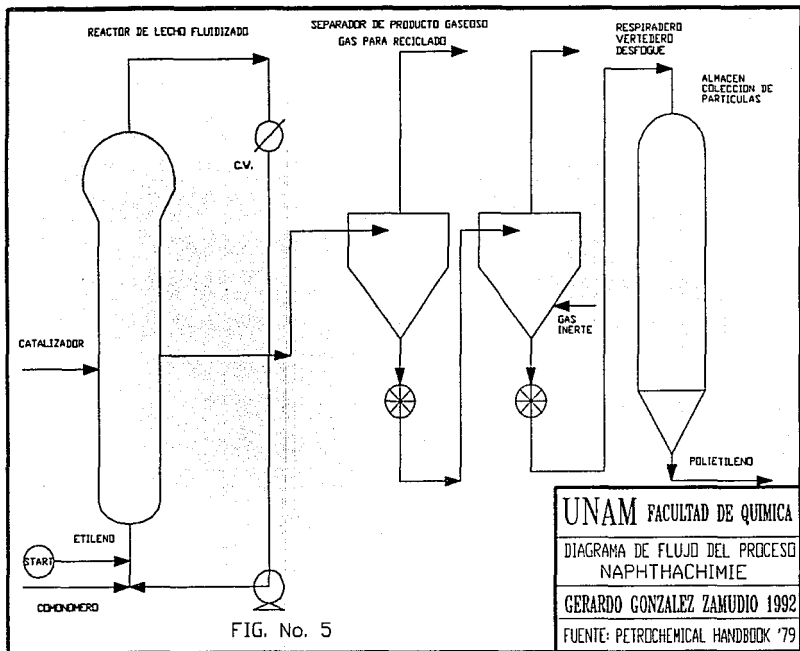 REACTOR DE LECHO FLUIDIZADO
SEPARADOR DE PRODUCTO GASEOSO
GAS PARA RECICLADO
RESPIRADERO
VERTEDERO
DESFOGUE
ALMACEN
COLECCION DE
PARTICULAS
C.W.
GAS
INERTE
CATALIZADOR
POLIETILENO
ETILENO
START
COMONOMERO
FIG. No. 5
UNAM FACULTAD DE QUIMICA
DIAGRAMA DE FLUJO DEL PROCESO
NAPHTHACHIMIE
GERARDO GONZALEZ ZAMUDIO 1992
FUENTE: PETROCHEMICAL HANDBOOK '79